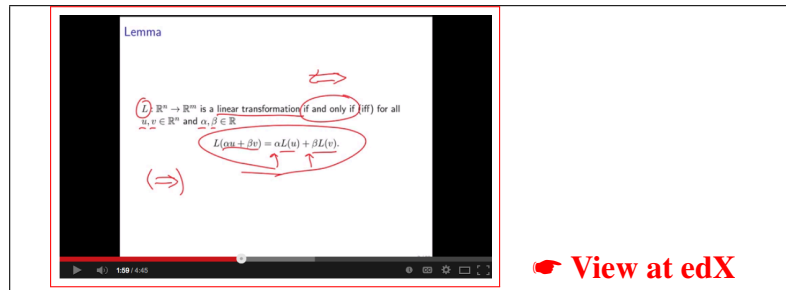 Lemma
⟺
L : ℝⁿ → ℝᵐ is a linear transformation if and only if (iff) for all
u, v ∈ ℝⁿ and α, β ∈ ℝ
L(αu + βv) = αL(u) + βL(v).
(⇒)
1:59 / 4:45
CC
☛ View at edX